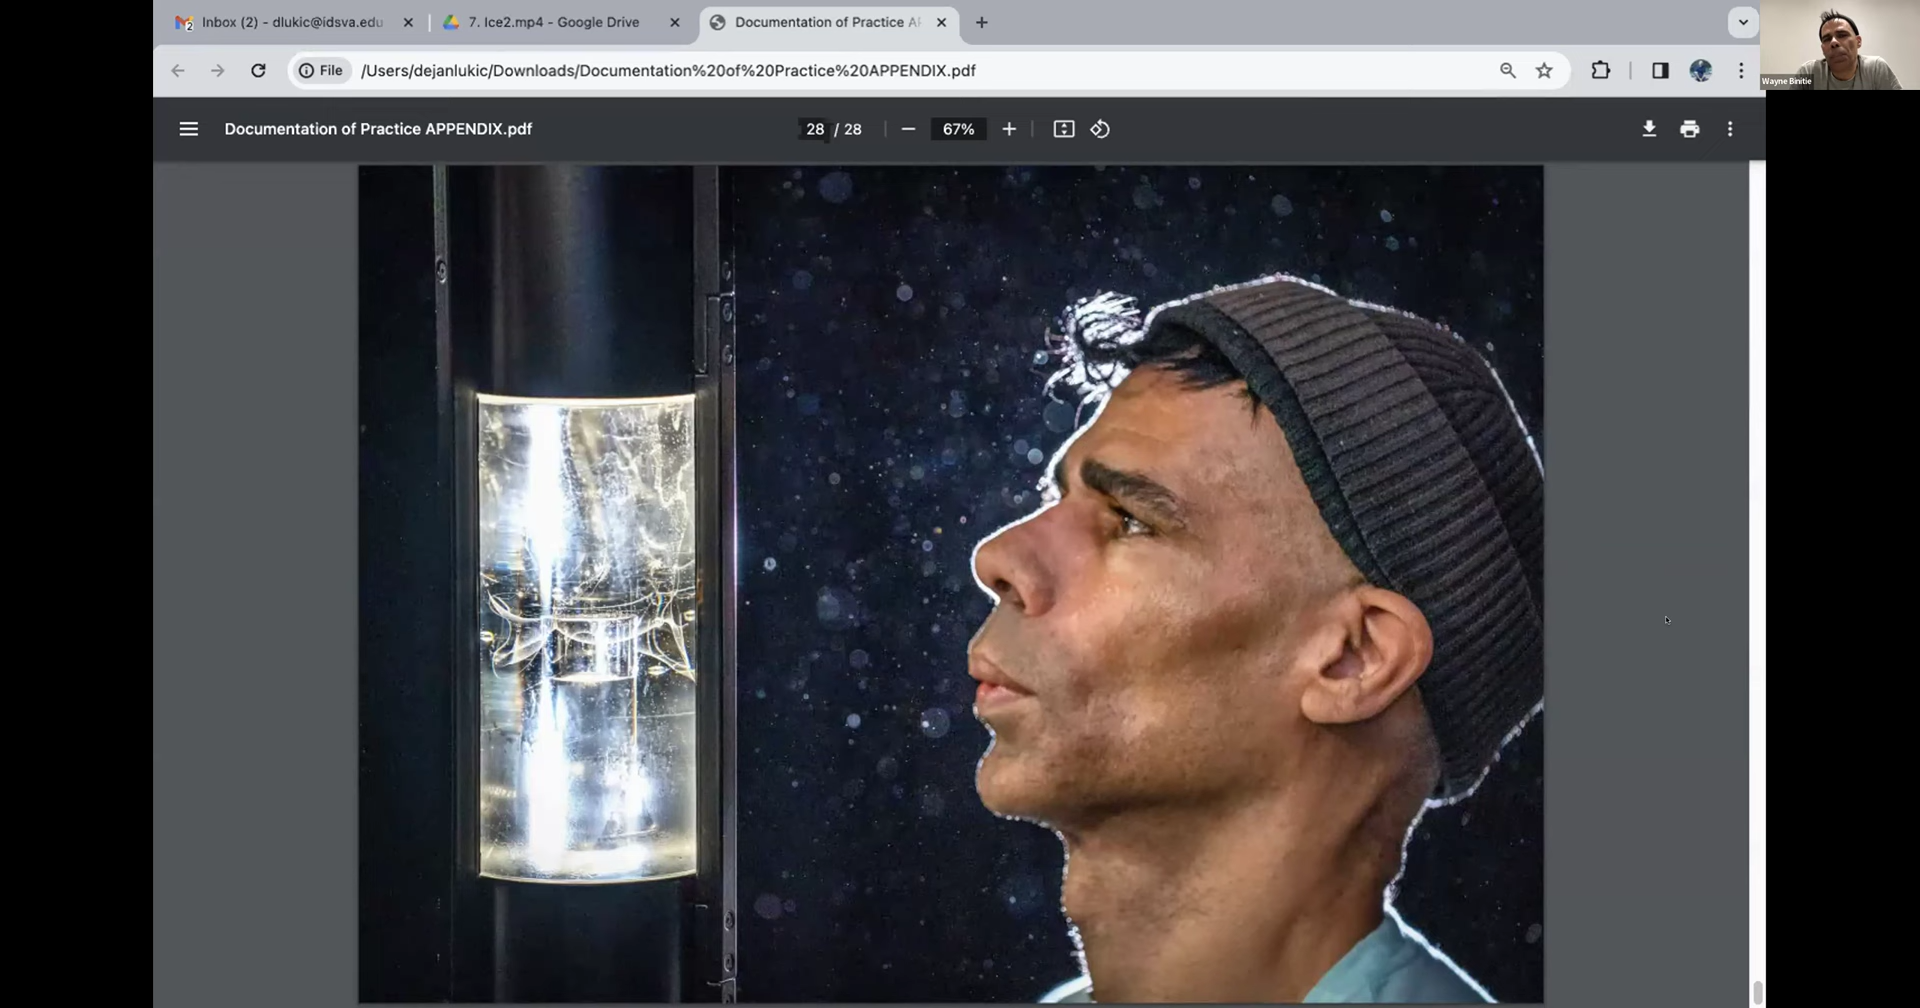 Inbox (2) - dlukic@idsva.edu
7. Ice2.mp4 - Google Drive
Documentation of Practice A
File
/Users/dejanlukic/Downloads/Documentation%20of%20Practice%20APPENDIX.pdf
Wayne Binitie
Documentation of Practice APPENDIX.pdf
28 / 28
67%